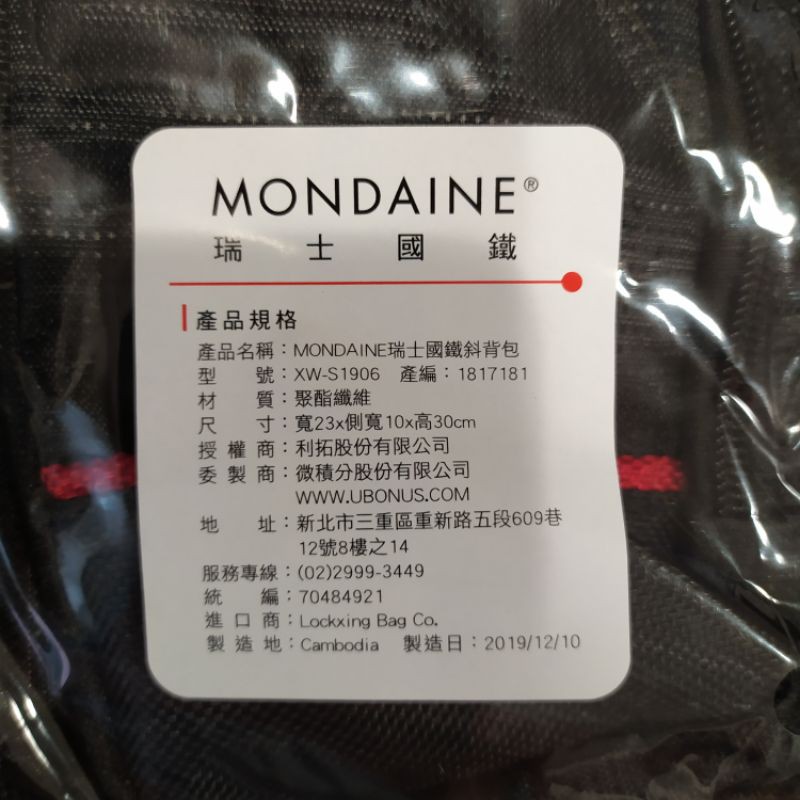 MONDAINE®
瑞士國鐵
產品規格
產品名稱：MONDAINE瑞士國鐵斜背包
型號：XW-S1906 產編：1817181
材質：聚酯纖維
尺寸：寬23x側寬10x高30cm
授權商：利拓股份有限公司
委製商：微積分股份有限公司
WWW.UBONUS.COM
地址：新北市三重區重新路五段609巷
12號8樓之14
服務專線：(02)2999-3449
統編：70484921
進口商：Lockxing Bag Co.
製造地：Cambodia 製造日：2019/12/10